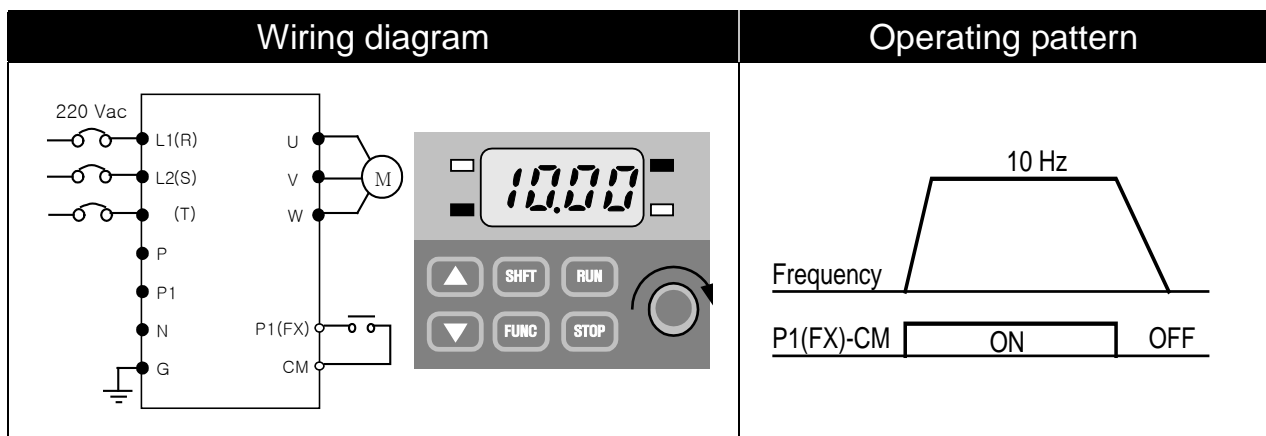 Wiring diagram
Operating pattern
220 Vac
L1(R)
L2(S)
(T)
P
P1
N
G
U
V
W
M
P1(FX)
CM
10.00
SHFT
RUN
FUNC
STOP
10 Hz
Frequency
P1(FX)-CM
ON
OFF